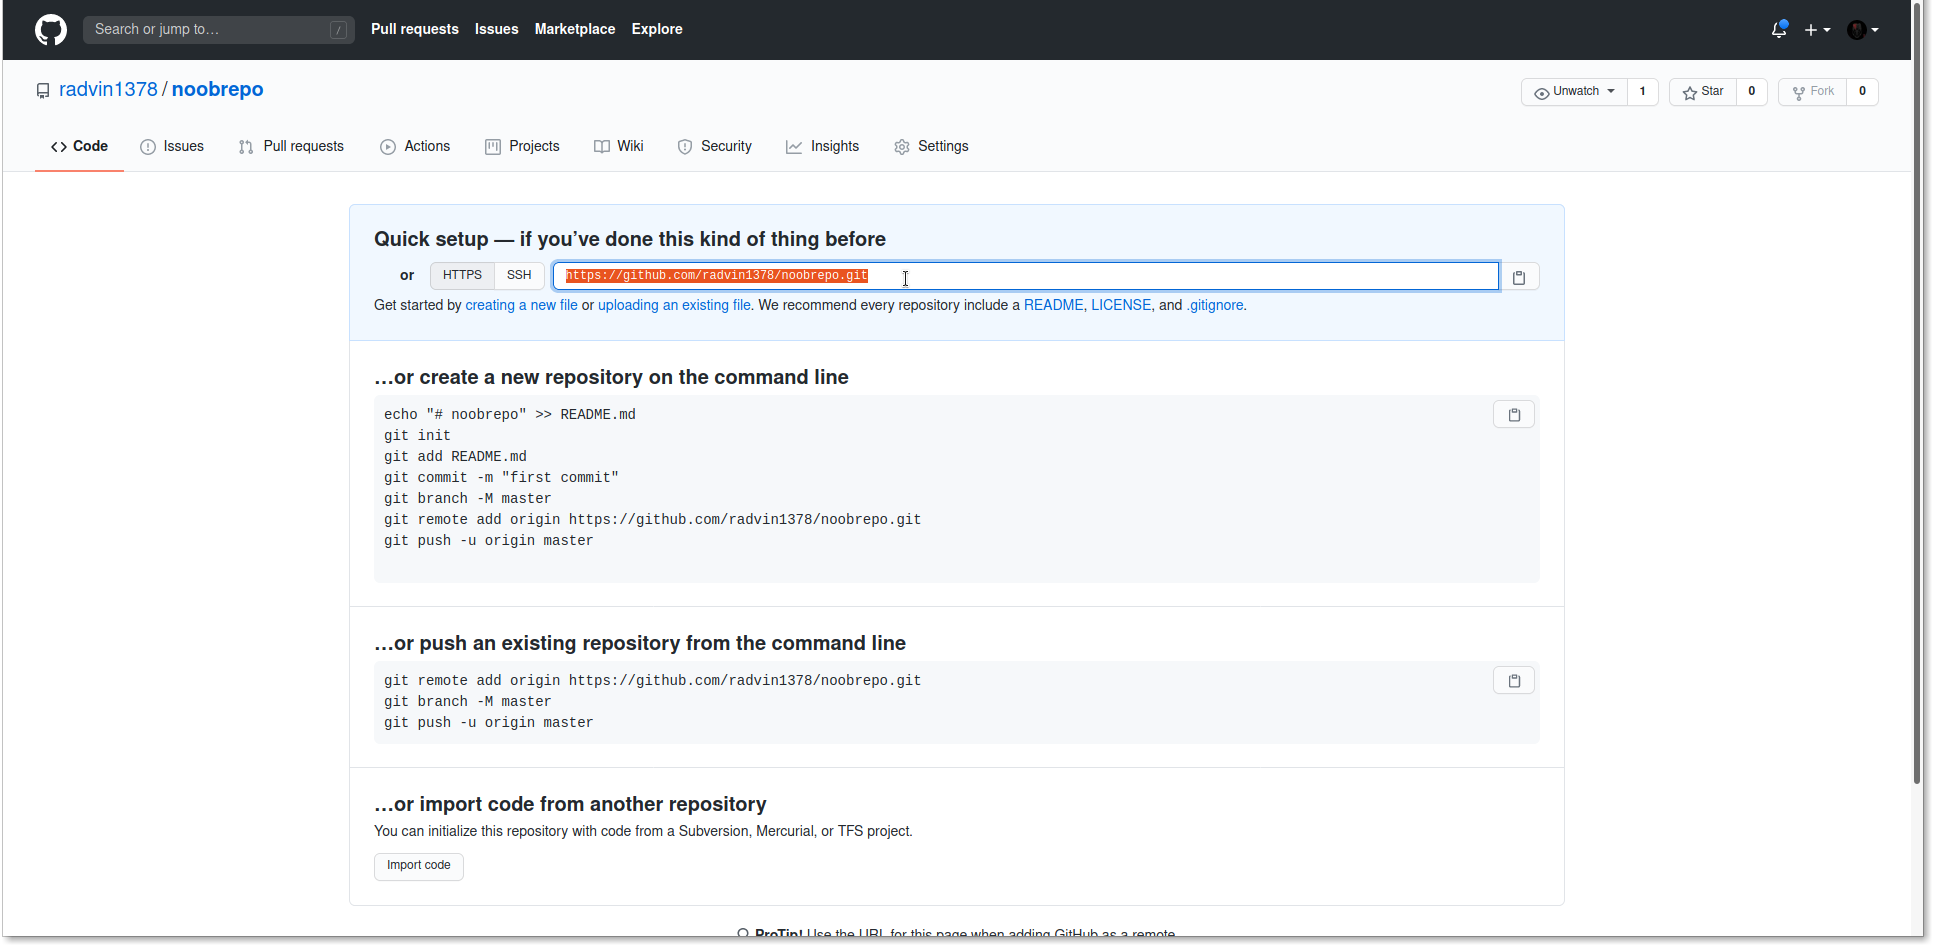 Search or jump to… /
Pull requests Issues Marketplace Explore
radvin1378 / noobrepo
Unwatch 1 Star 0 Fork 0
Code Issues Pull requests Actions Projects Wiki Security Insights Settings
Quick setup — if you’ve done this kind of thing before
or HTTPS SSH https://github.com/radvin1378/noobrepo.git
Get started by creating a new file or uploading an existing file. We recommend every repository include a README, LICENSE, and .gitignore.
…or create a new repository on the command line
echo "# noobrepo" >> README.md
git init
git add README.md
git commit -m "first commit"
git branch -M master
git remote add origin https://github.com/radvin1378/noobrepo.git
git push -u origin master
…or push an existing repository from the command line
git remote add origin https://github.com/radvin1378/noobrepo.git
git branch -M master
git push -u origin master
…or import code from another repository
You can initialize this repository with code from a Subversion, Mercurial, or TFS project.
Import code
ProTip! Use the URL for this page when adding GitHub as a remote.